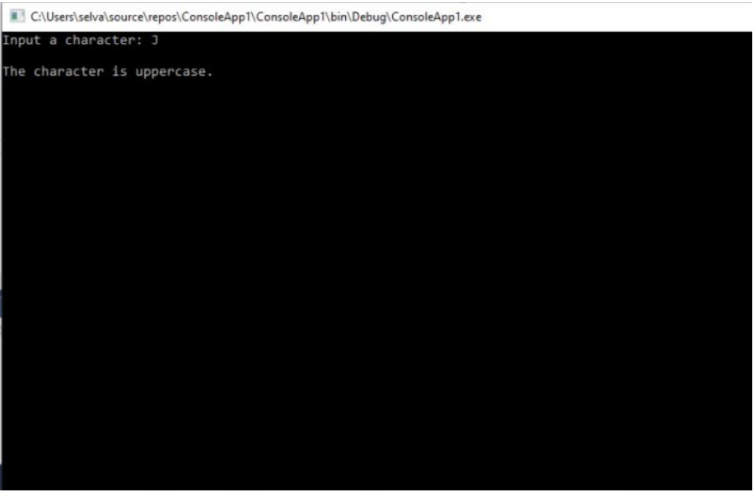 C:\Users\selva\source\repos\ConsoleApp1\ConsoleApp1\bin\Debug\ConsoleApp1.exe
Input a character: J
The character is uppercase.